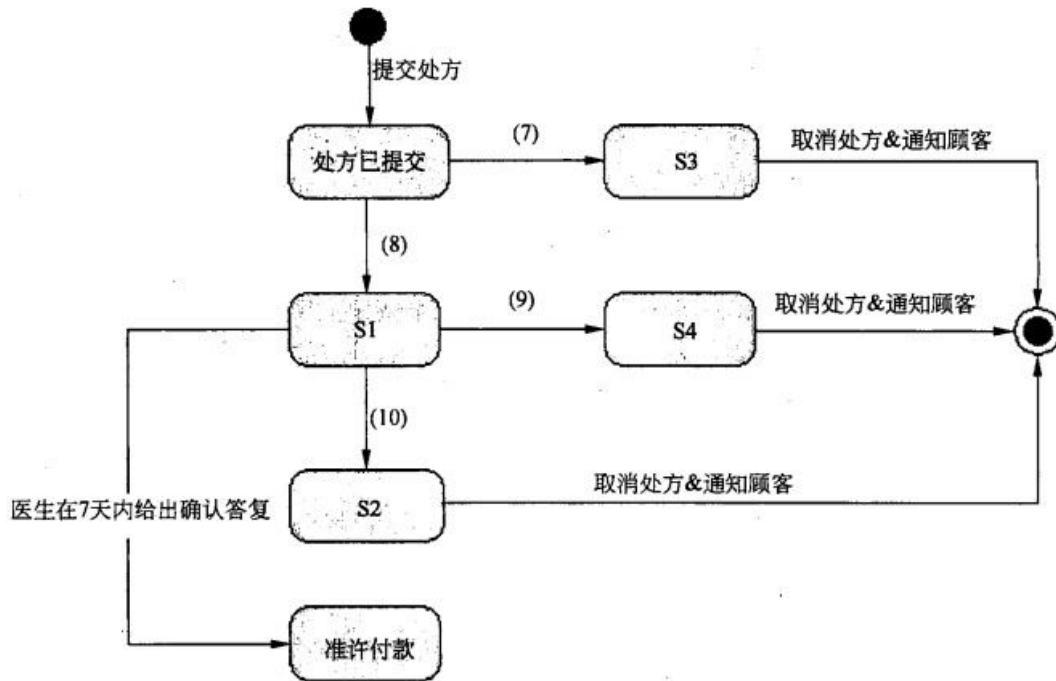 提交处方
处方已提交
(7)
S3
取消处方&通知顾客
(8)
S1
(9)
S4
取消处方&通知顾客
(10)
医生在7天内给出确认答复
S2
取消处方&通知顾客
准许付款